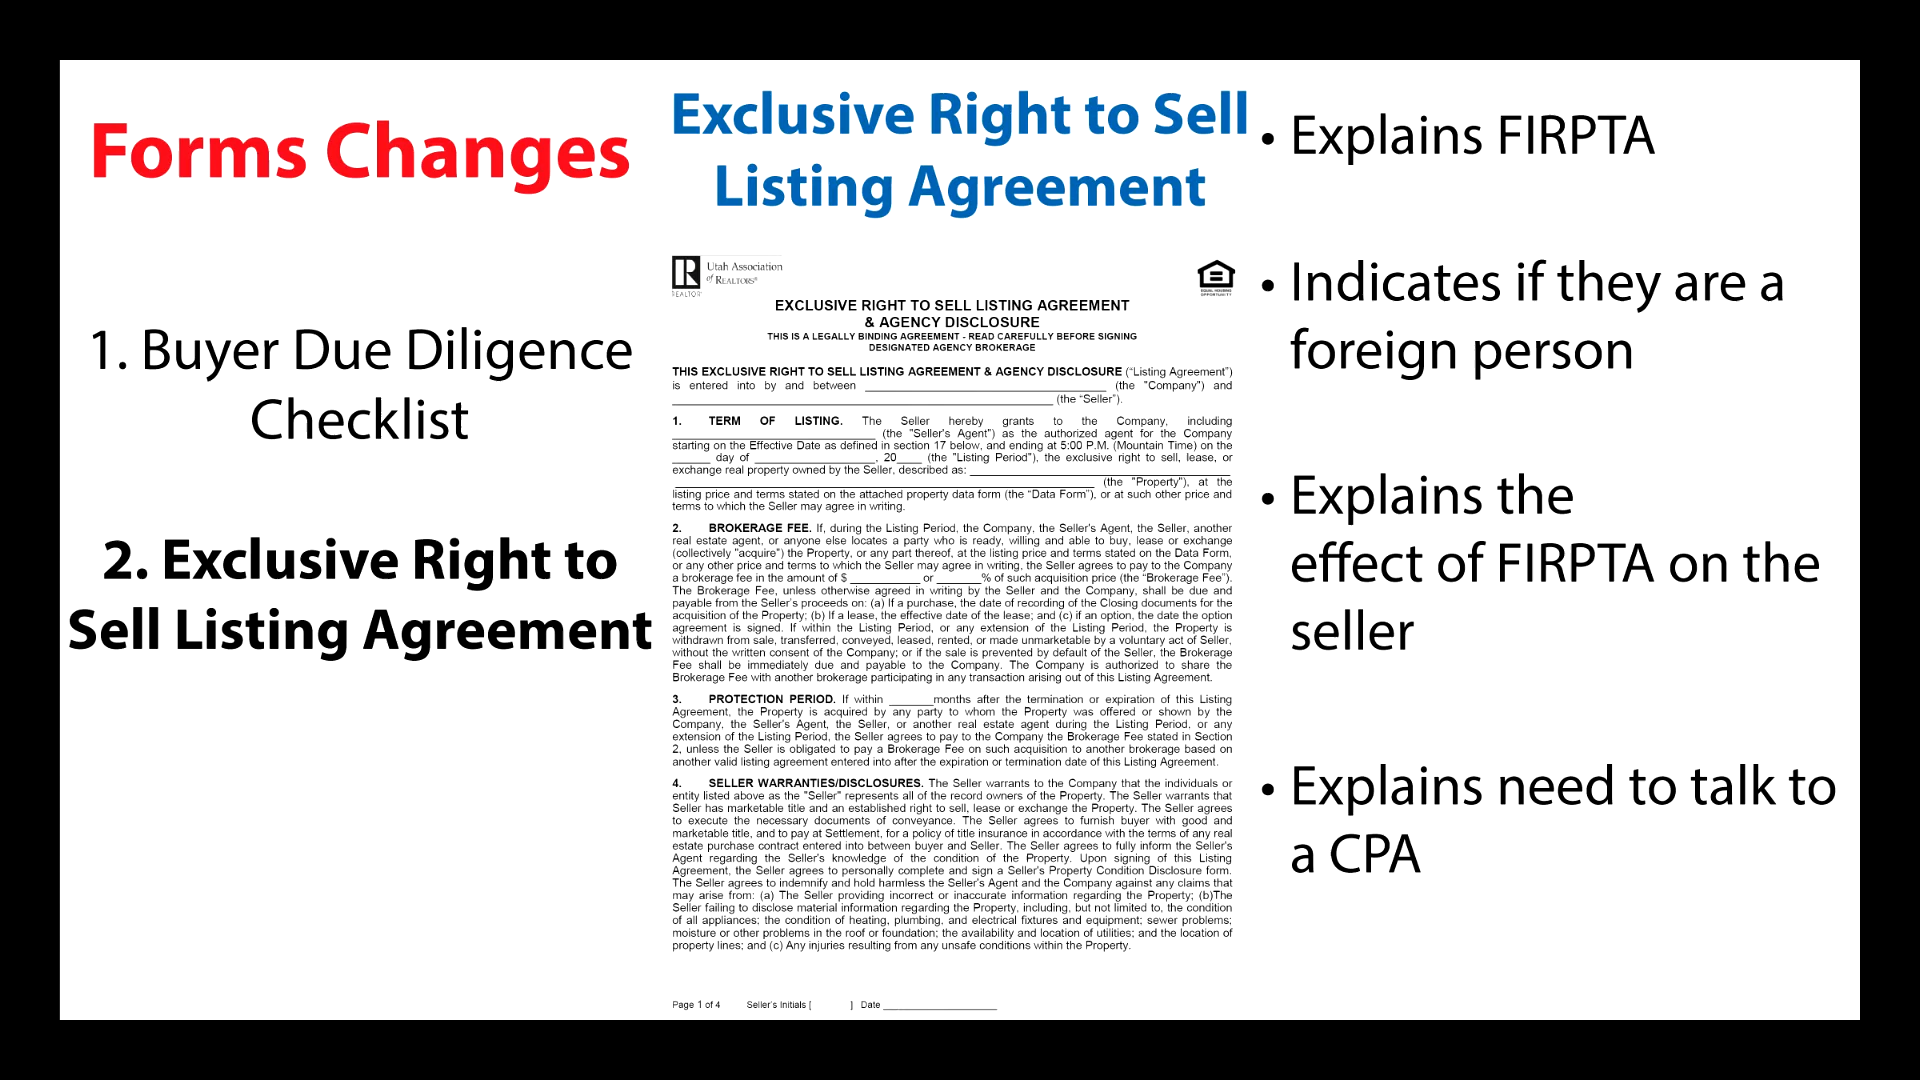 Forms Changes
1. Buyer Due Diligence
Checklist
2. Exclusive Right to
Sell Listing Agreement
Exclusive Right to Sell
Listing Agreement
Utah Association
of REALTORS®
REALTOR®
EQUAL HOUSING
OPPORTUNITY
EXCLUSIVE RIGHT TO SELL LISTING AGREEMENT
& AGENCY DISCLOSURE
THIS IS A LEGALLY BINDING AGREEMENT - READ CAREFULLY BEFORE SIGNING
DESIGNATED AGENCY BROKERAGE
THIS EXCLUSIVE RIGHT TO SELL LISTING AGREEMENT & AGENCY DISCLOSURE (“Listing Agreement”)
is entered into by and between ________________ (the "Company") and
________________ (the “Seller”).
1. TERM OF LISTING. The Seller hereby grants to the Company, including
________________ (the "Seller's Agent") as the authorized agent for the Company
starting on the Effective Date as defined in section 17 below, and ending at 5:00 P.M. (Mountain Time) on the
______ day of ________________, 20____ (the "Listing Period"), the exclusive right to sell, lease, or
exchange real property owned by the Seller, described as: ________________
________________ (the "Property"), at the
listing price and terms stated on the attached property data form (the “Data Form”), or at such other price and
terms to which the Seller may agree in writing.
2. BROKERAGE FEE. If, during the Listing Period, the Company, the Seller's Agent, the Seller, another
real estate agent, or anyone else locates a party who is ready, willing and able to buy, lease or exchange
(collectively "acquire") the Property, or any part thereof, at the listing price and terms stated on the Data Form,
or any other price and terms to which the Seller may agree in writing, the Seller agrees to pay to the Company
a brokerage fee in the amount of $ ___________ or _______% of such acquisition price (the “Brokerage Fee”).
The Brokerage Fee, unless otherwise agreed in writing by the Seller and the Company, shall be due and
payable from the Seller's proceeds on: (a) If a purchase, the date of recording of the Closing documents for the
acquisition of the Property; (b) If a lease, the effective date of the lease; and (c) if an option, the date the option
agreement is signed. If within the Listing Period, or any extension of the Listing Period, the Property is
withdrawn from sale, transferred, conveyed, leased, rented, or made unmarketable by a voluntary act of Seller,
without the written consent of the Company; or if the sale is prevented by default of the Seller, the Brokerage
Fee shall be immediately due and payable to the Company. The Company is authorized to share the
Brokerage Fee with another brokerage participating in any transaction arising out of this Listing Agreement.
3. PROTECTION PERIOD. If within _______months after the termination or expiration of this Listing
Agreement, the Property is acquired by any party to whom the Property was offered or shown by the
Company, the Seller's Agent, the Seller, or another real estate agent during the Listing Period, or any
extension of the Listing Period, the Seller agrees to pay to the Company the Brokerage Fee stated in Section
2, unless the Seller is obligated to pay a Brokerage Fee on such acquisition to another brokerage based on
another valid listing agreement entered into after the expiration or termination date of this Listing Agreement.
4. SELLER WARRANTIES/DISCLOSURES. The Seller warrants to the Company that the individuals or
entity listed above as the "Seller" represents all of the record owners of the Property. The Seller warrants that
Seller has marketable title and an established right to sell, lease or exchange the Property. The Seller agrees
to execute the necessary documents of conveyance. The Seller agrees to furnish buyer with good and
marketable title, and to pay at Settlement, for a policy of title insurance in accordance with the terms of any real
estate purchase contract entered into between buyer and Seller. The Seller agrees to fully inform the Seller's
Agent regarding the Seller's knowledge of the condition of the Property. Upon signing of this Listing
Agreement, the Seller agrees to personally complete and sign a Seller's Property Condition Disclosure form.
The Seller agrees to indemnify and hold harmless the Seller's Agent and the Company against any claims that
may arise from: (a) The Seller providing incorrect or inaccurate information regarding the Property; (b)The
Seller failing to disclose material information regarding the Property, including, but not limited to, the condition
of all appliances; the condition of heating, plumbing, and electrical fixtures and equipment; sewer problems;
moisture or other problems in the roof or foundation; the availability and location of utilities; and the location of
property lines; and (c) Any injuries resulting from any unsafe conditions within the Property.
Page 1 of 4 Seller's Initials [ ] Date ________________
• Explains FIRPTA
• Indicates if they are a
foreign person
• Explains the
effect of FIRPTA on the
seller
• Explains need to talk to
a CPA